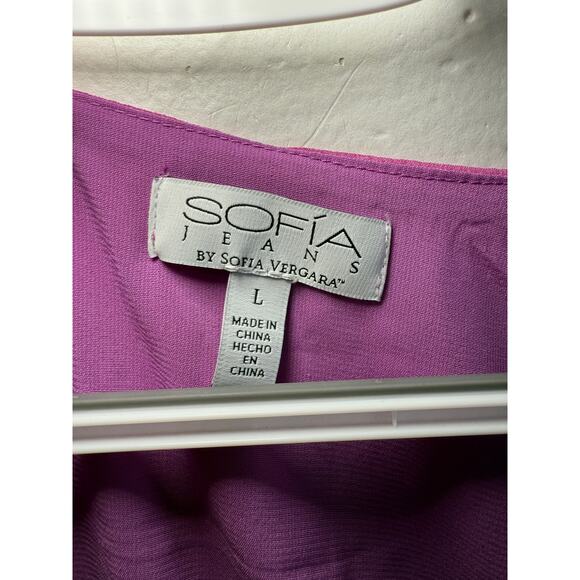 SOFÍA
JEANS
BY SOFIA VERGARA™
L
MADE IN
CHINA
HECHO
EN
CHINA